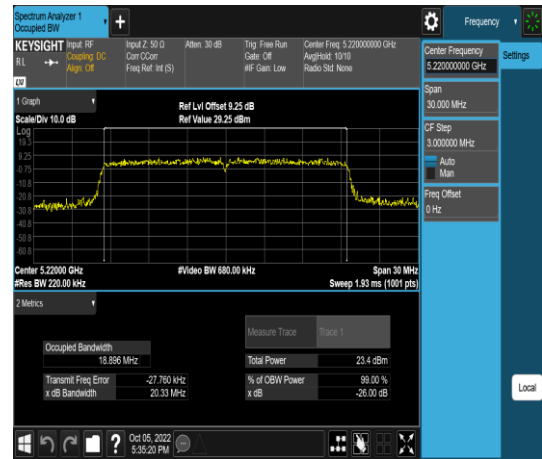 Spectrum Analyzer 1
Occupied BW
Frequency
KEYSIGHT
R L
LXI
Input: RF
Coupling: DC
Align: Off
Input Z: 50 Ω
Corr CCorr
Freq Ref: Int (S)
Atten: 30 dB
Trig: Free Run
Gate: Off
#IF Gain: Low
Center Freq: 5.220000000 GHz
Avg|Hold: 10/10
Radio Std: None
Center Frequency
5.220000000 GHz
Settings
Span
30.000 MHz
CF Step
3.000000 MHz
Auto
Man
Freq Offset
0 Hz
1 Graph
Scale/Div 10.0 dB
Ref Lvl Offset 9.25 dB
Ref Value 29.25 dBm
Log
19.3
9.25
-0.75
-10.8
-20.8
-30.8
-40.8
-50.8
-60.8
Center 5.22000 GHz
#Res BW 220.00 kHz
#Video BW 680.00 kHz
Span 30 MHz
Sweep 1.93 ms (1001 pts)
2 Metrics
Measure Trace
Trace 1
Occupied Bandwidth
18.896 MHz
Total Power
23.4 dBm
Transmit Freq Error
-27.760 kHz
% of OBW Power
99.00 %
x dB Bandwidth
20.33 MHz
x dB
-26.00 dB
Local
Oct 05, 2022
5:35:20 PM